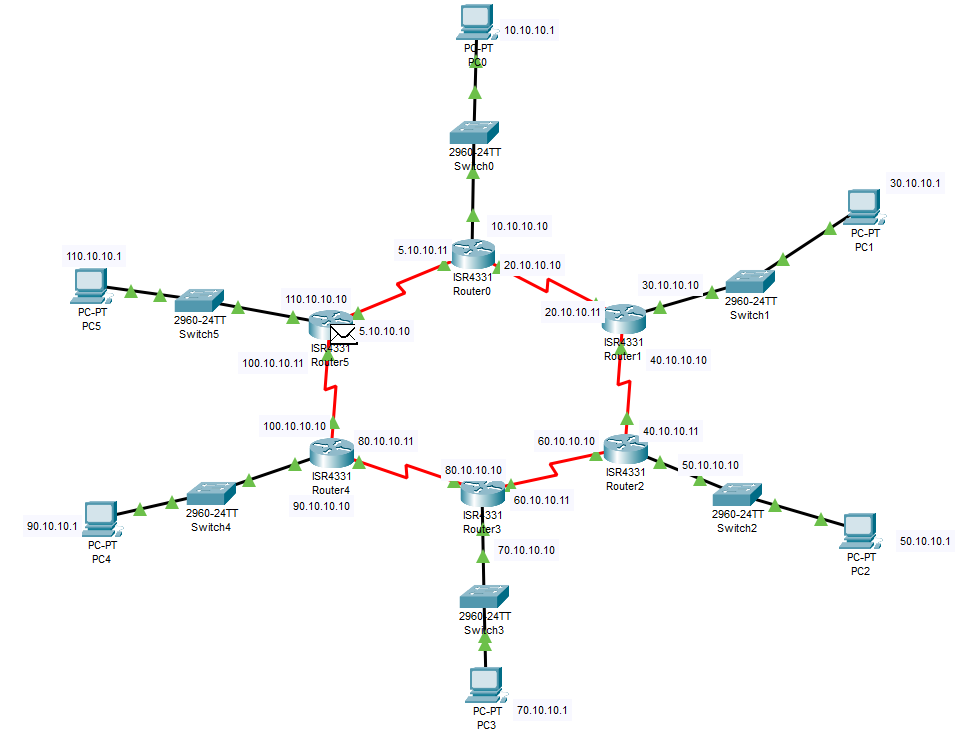 10.10.10.1
PC-PT
PC0
2960-24TT
Switch0
10.10.10.10
5.10.10.11
20.10.10.10
ISR4331
Router0
30.10.10.1
PC-PT
PC1
30.10.10.10
2960-24TT
Switch1
20.10.10.11
ISR4331
Router1
40.10.10.10
110.10.10.1
PC-PT
PC5
2960-24TT
Switch5
110.10.10.10
5.10.10.10
ISR4331
Router5
100.10.10.11
100.10.10.10
80.10.10.11
ISR4331
Router4
90.10.10.10
60.10.10.10
40.10.10.11
ISR4331
Router2
50.10.10.10
2960-24TT
Switch2
50.10.10.1
PC-PT
PC2
80.10.10.10
60.10.10.11
ISR4331
Router3
70.10.10.10
2960-24TT
Switch4
90.10.10.1
PC-PT
PC4
2960-24TT
Switch3
PC-PT
PC3
70.10.10.1